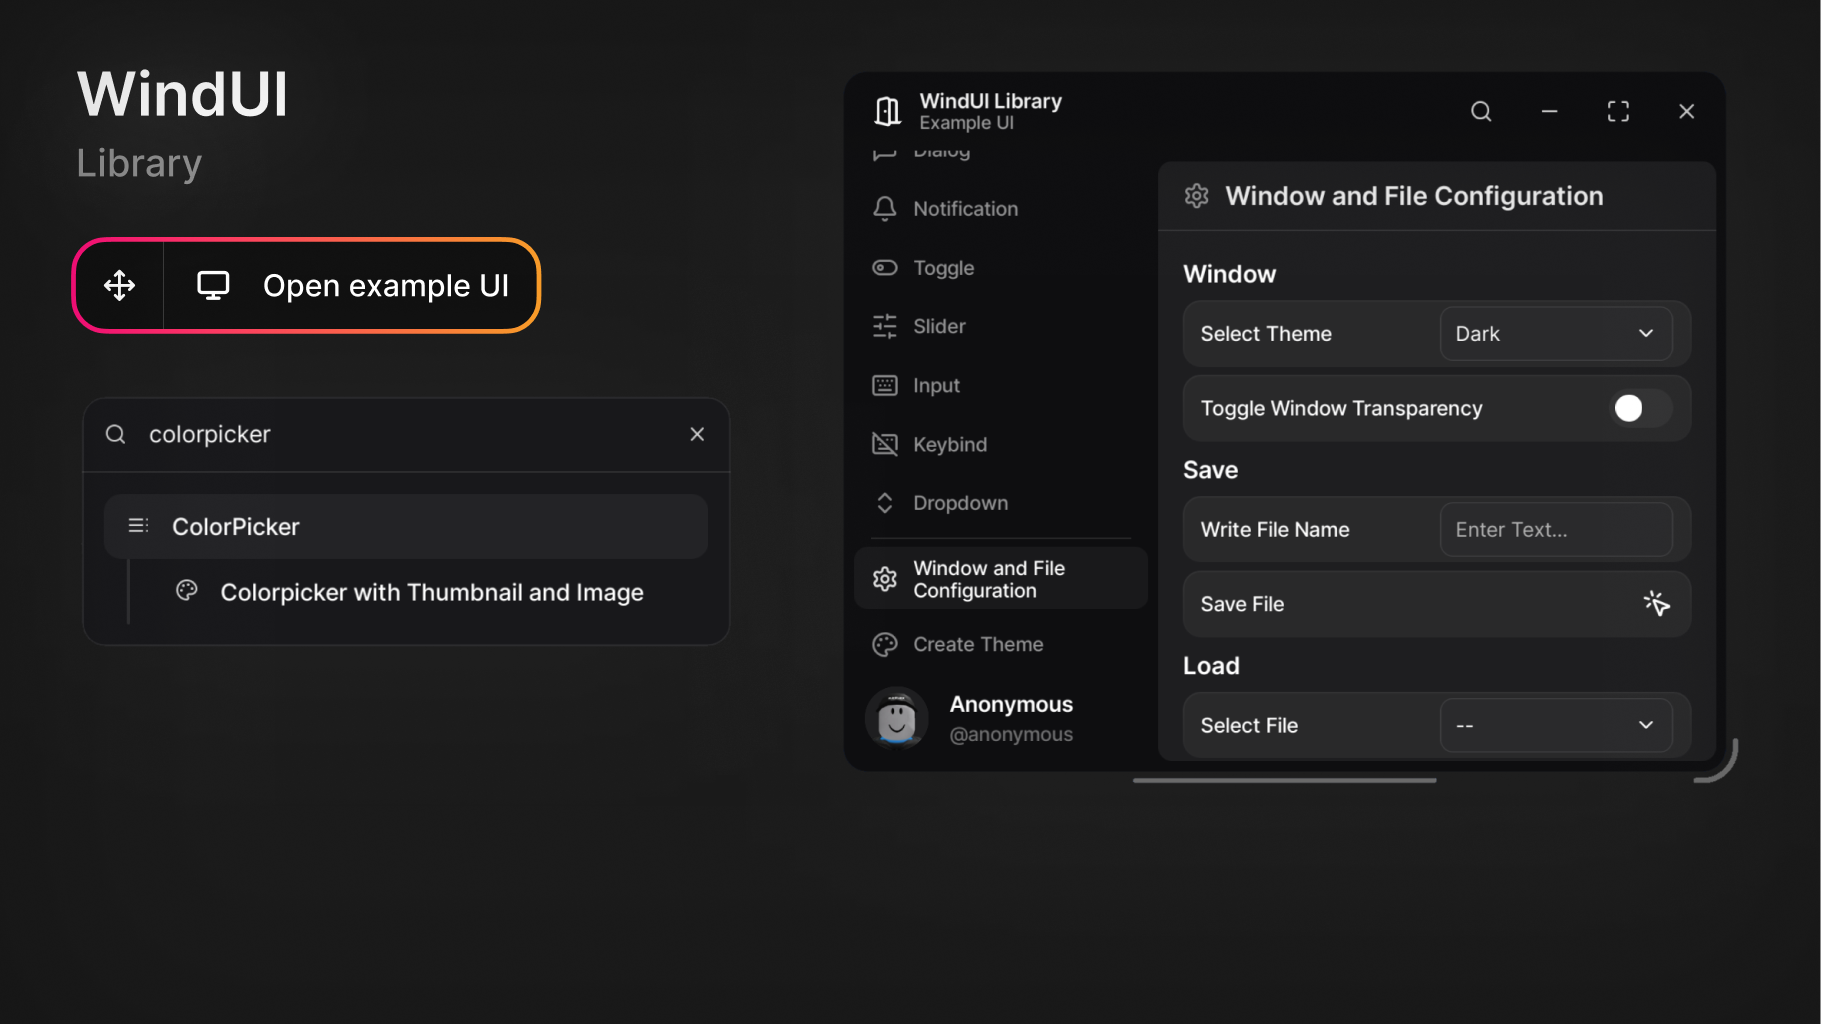 WindUI
Library
Open example UI
colorpicker
ColorPicker
Colorpicker with Thumbnail and Image
WindUI Library
Example UI
Dialog
Notification
Toggle
Slider
Input
Keybind
Dropdown
Window and File
Configuration
Create Theme
Anonymous
@anonymous
Window and File Configuration
Window
Select Theme
Dark
Toggle Window Transparency
Save
Write File Name
Enter Text...
Save File
Load
Select File
--